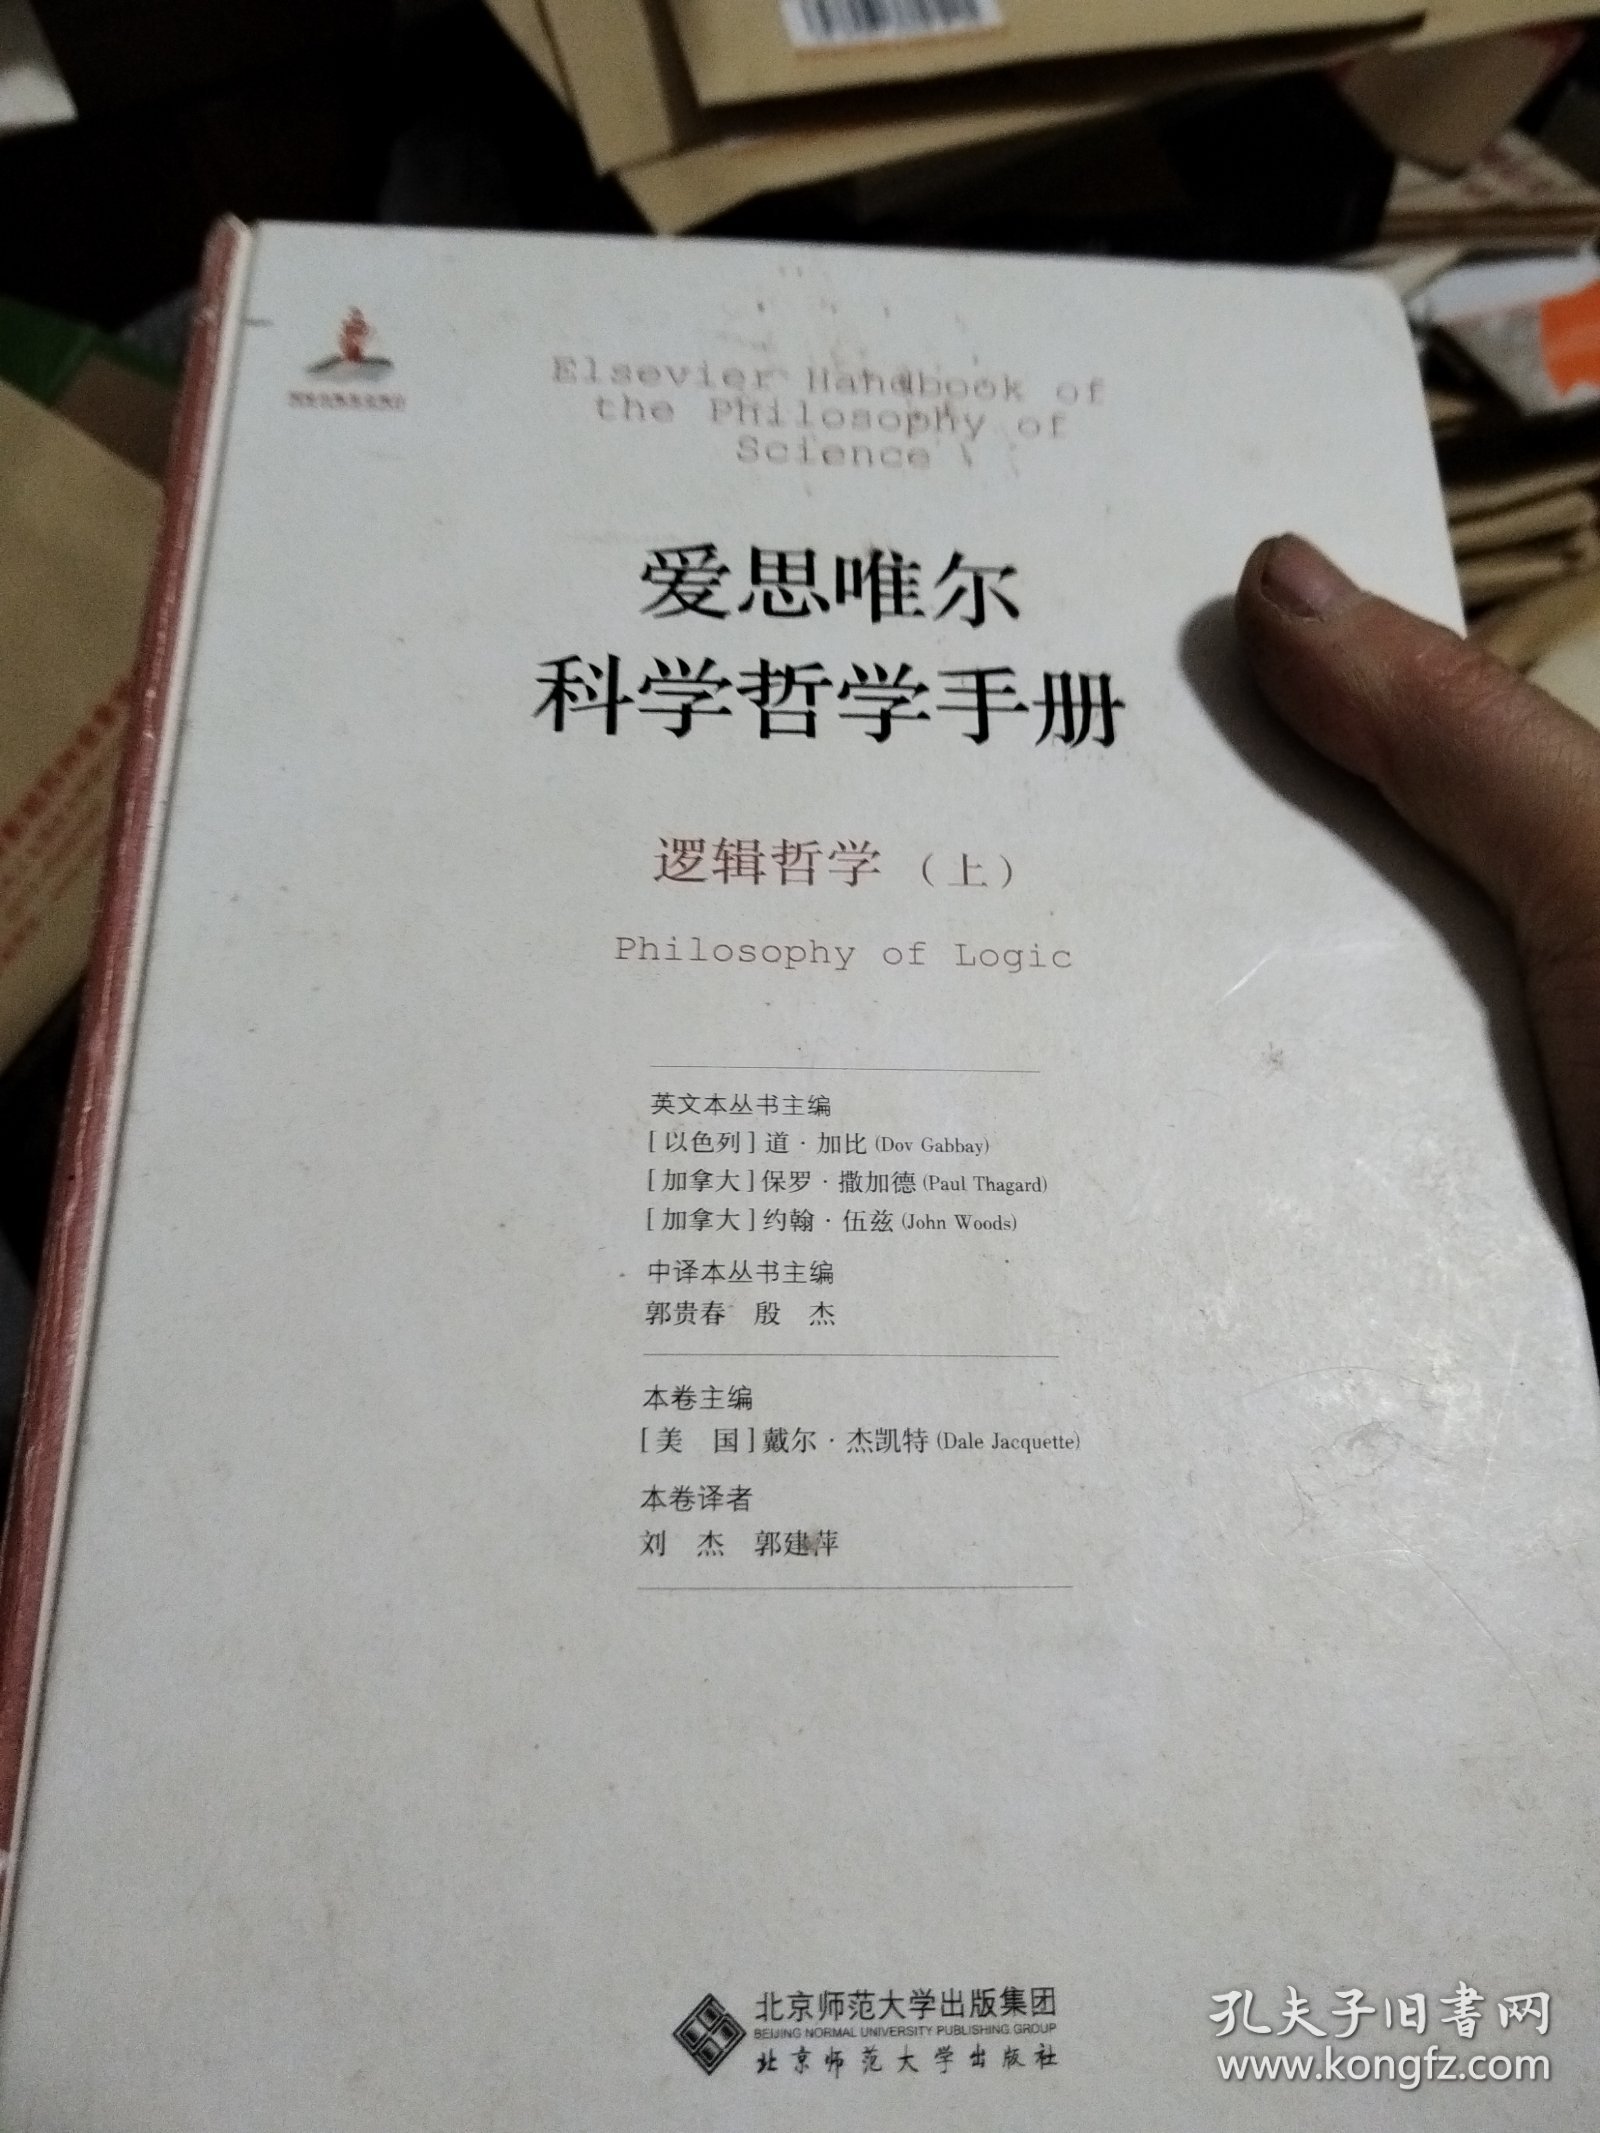 Elsevier Handbook of
the Philosophy of
Science
爱思唯尔
科学哲学手册
逻辑哲学（上）
Philosophy of Logic
英文本丛书主编
[以色列]道·加比(Dov Gabbay)
[加拿大]保罗·撒加德(Paul Thagard)
[加拿大]约翰·伍兹(John Woods)
中译本丛书主编
郭贵春 殷 杰
本卷主编
[美 国]戴尔·杰凯特(Dale Jacquette)
本卷译者
刘 杰 郭建萍
北京师范大学出版集团
BEIJING NORMAL UNIVERSITY PUBLISHING GROUP
北京师范大学出版社
孔夫子旧書网
www.kongfz.com